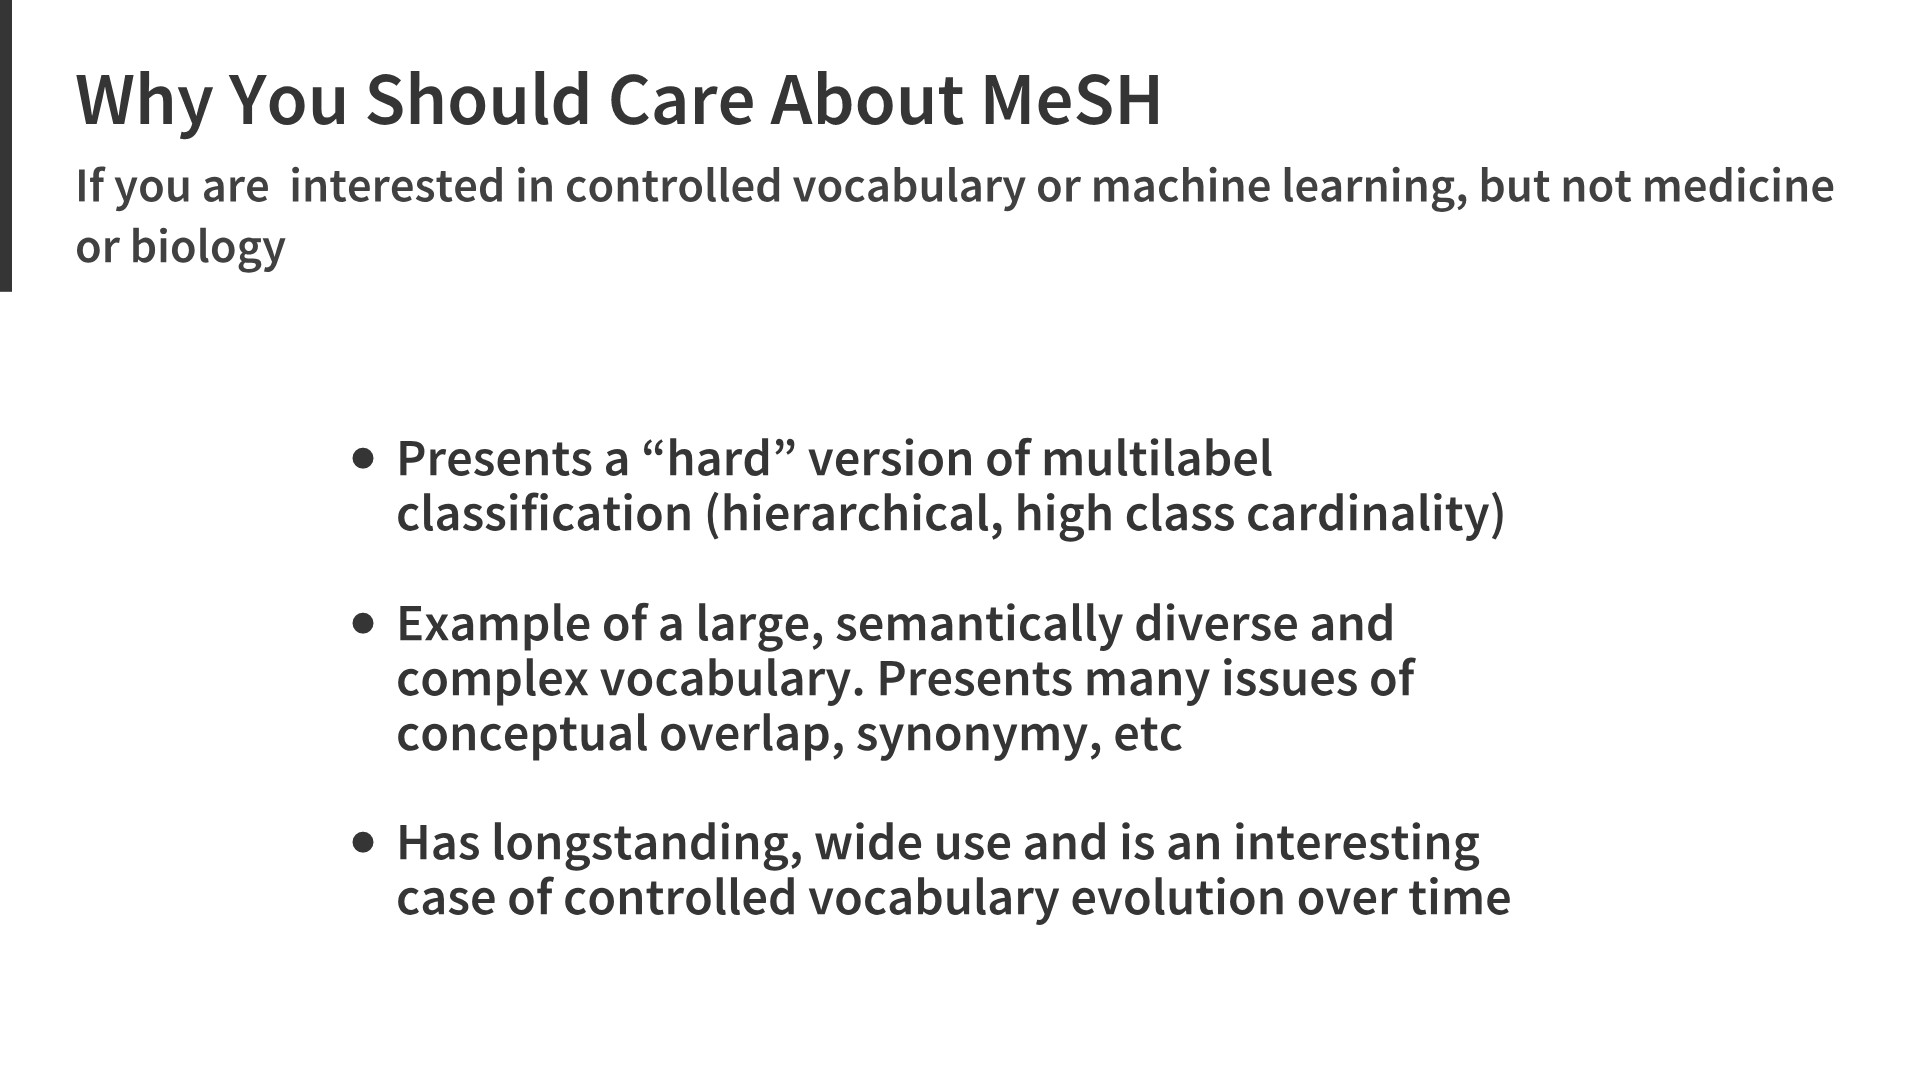 Why You Should Care About MeSH
If you are  interested in controlled vocabulary or machine learning, but not medicine
or biology
• Presents a “hard” version of multilabel
classification (hierarchical, high class cardinality)
• Example of a large, semantically diverse and
complex vocabulary. Presents many issues of
conceptual overlap, synonymy, etc
• Has longstanding, wide use and is an interesting
case of controlled vocabulary evolution over time